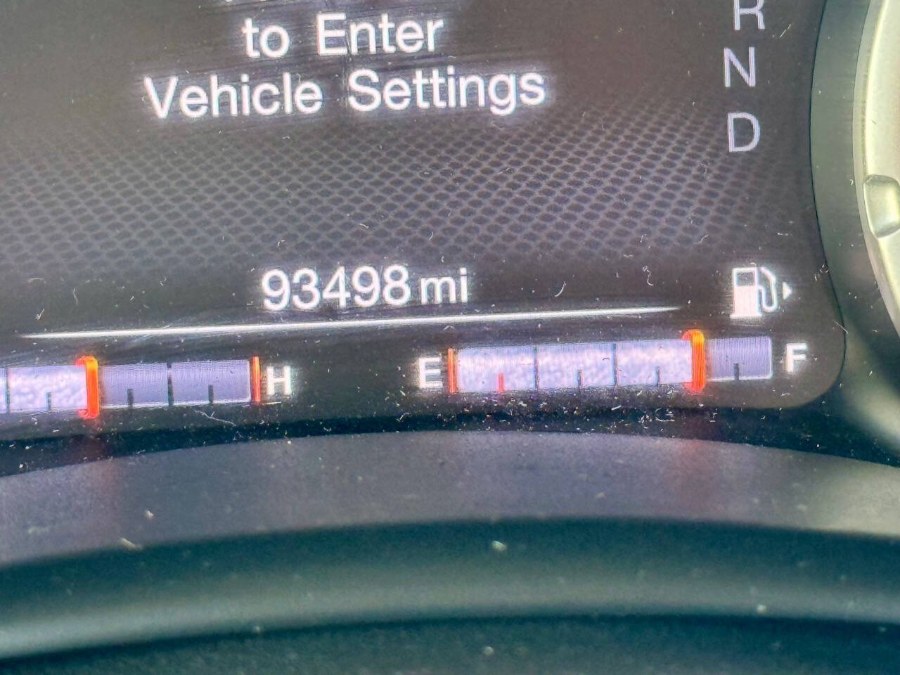 to Enter
Vehicle Settings
R
N
D
93498 mi
H
E
F